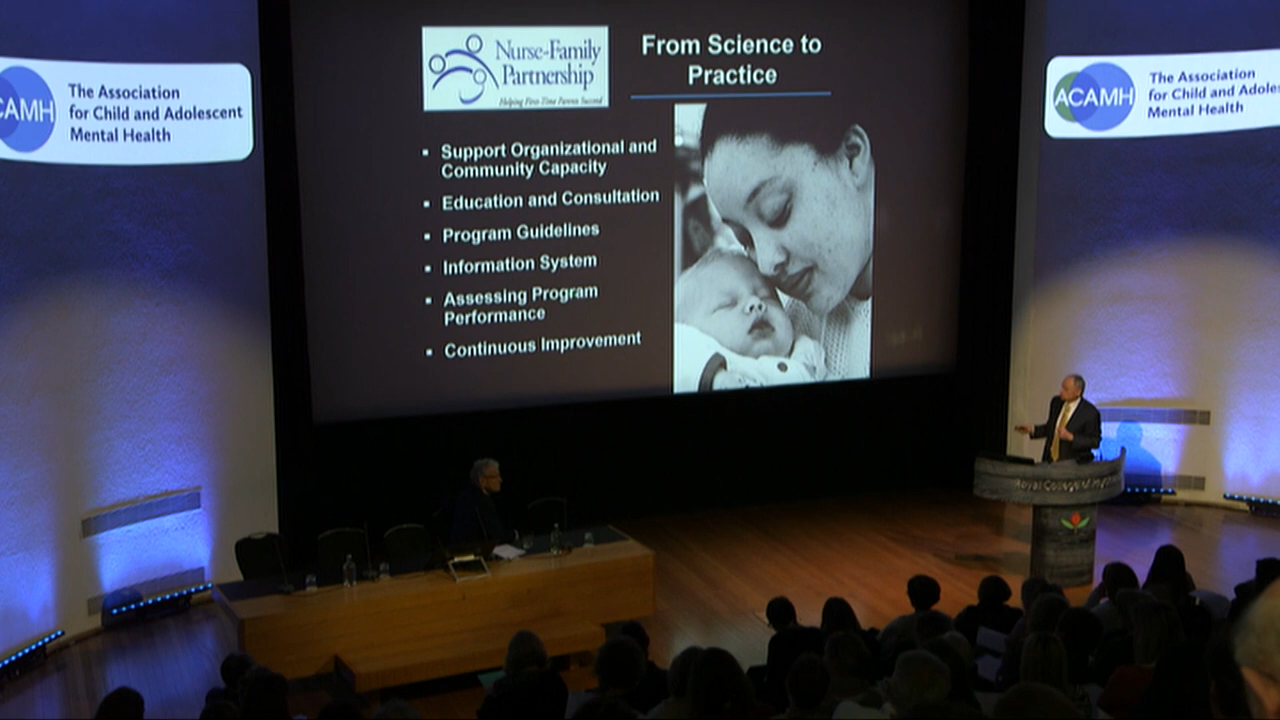 CAMH
The Association
for Child and Adolescent
Mental Health
Nurse-Family
Partnership
Helping First-Time Parents Succeed
From Science to
Practice
▪ Support Organizational and
Community Capacity
▪ Education and Consultation
▪ Program Guidelines
▪ Information System
▪ Assessing Program
Performance
▪ Continuous Improvement
ACAMH
The Association
for Child and Adoles
Mental Health
Royal College of